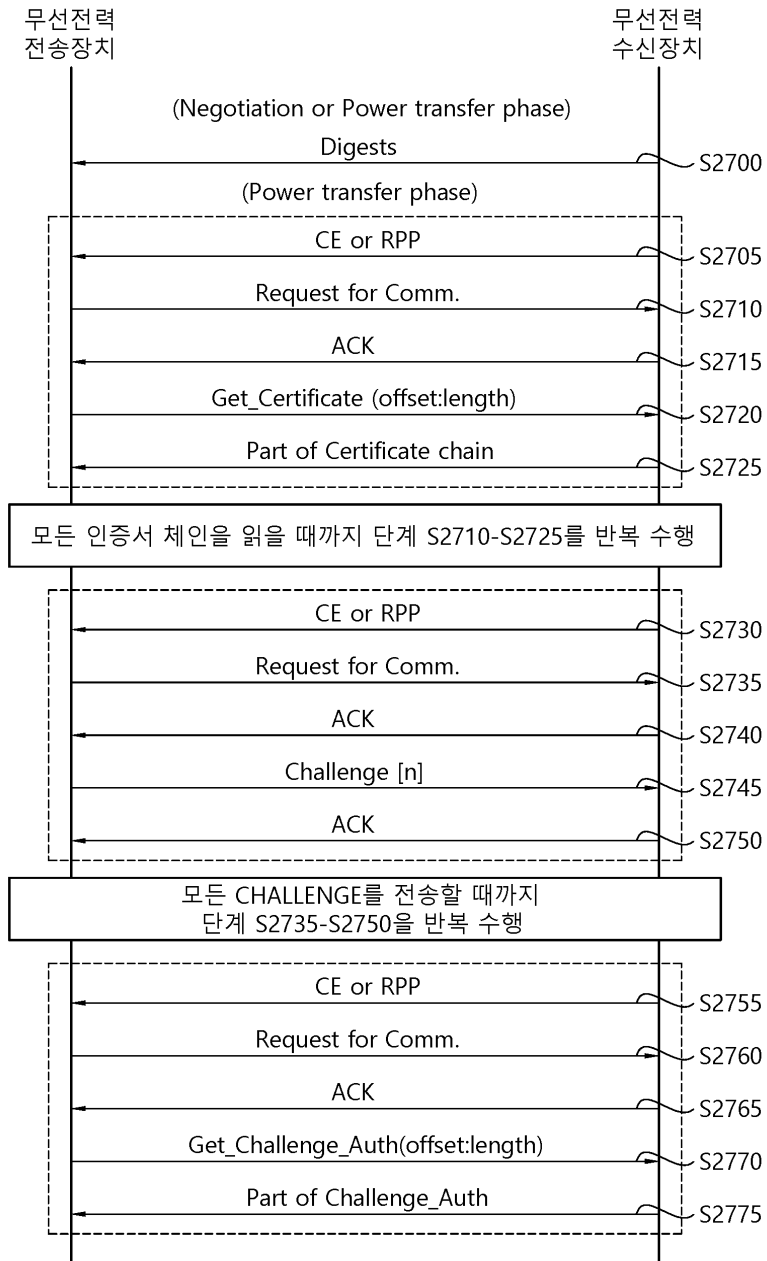 무선전력
전송장치
무선전력
수신장치
(Negotiation or Power transfer phase)
Digests
S2700
(Power transfer phase)
CE or RPP
S2705
Request for Comm.
S2710
ACK
S2715
Get_Certificate (offset:length)
S2720
Part of Certificate chain
S2725
모든 인증서 체인을 읽을 때까지 단계 S2710-S2725를 반복 수행
CE or RPP
S2730
Request for Comm.
S2735
ACK
S2740
Challenge [n]
S2745
ACK
S2750
모든 CHALLENGE를 전송할 때까지
단계 S2735-S2750을 반복 수행
CE or RPP
S2755
Request for Comm.
S2760
ACK
S2765
Get_Challenge_Auth(offset:length)
S2770
Part of Challenge_Auth
S2775